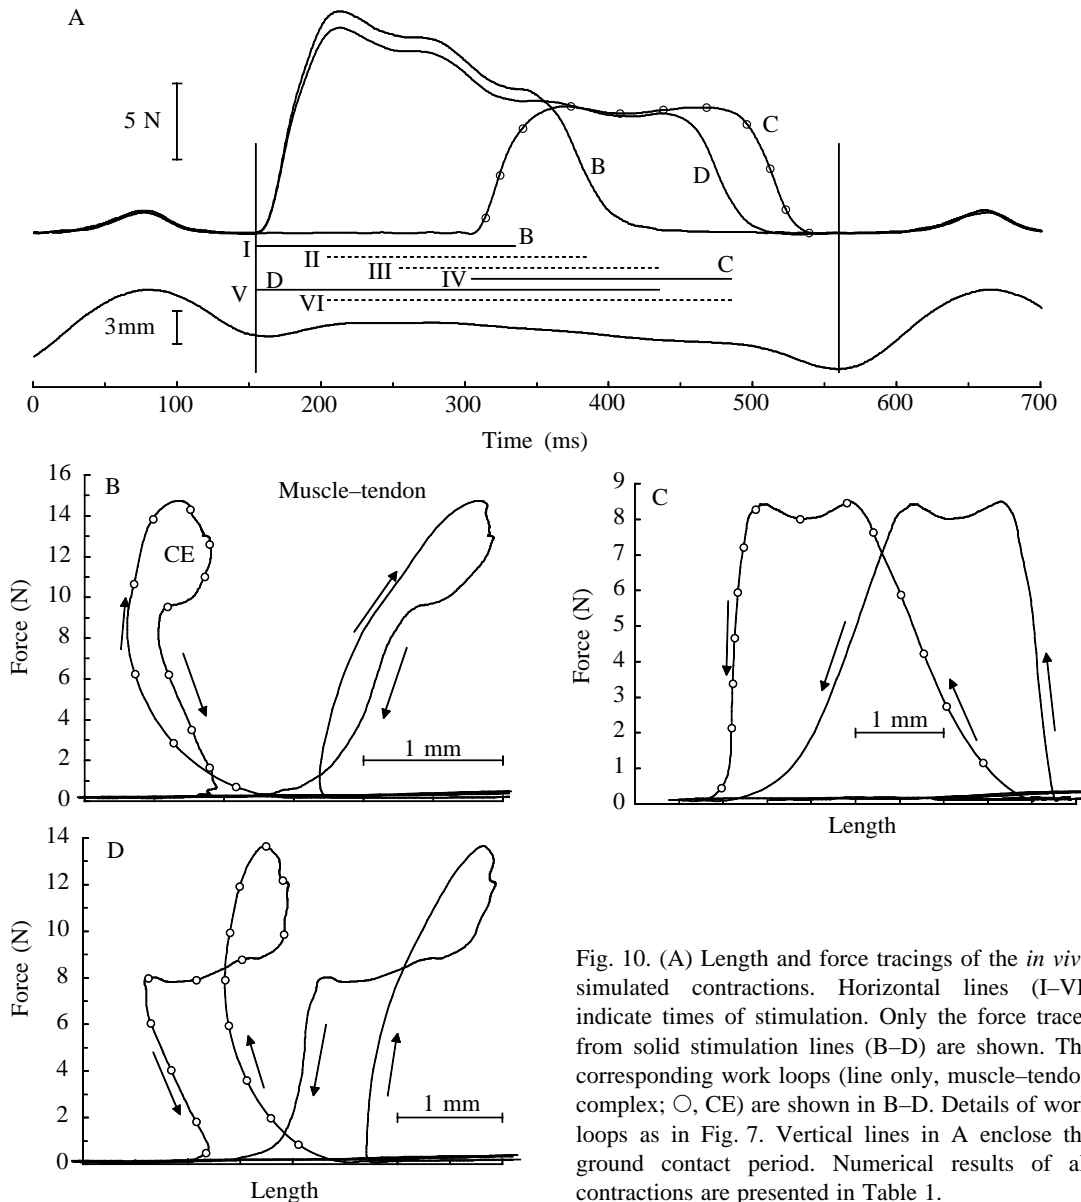 A
5 N
C
B
D
I
B
II
III
IV
C
V
D
VI
3mm
0 100 200 300 400 500 600 700
Time (ms)
16
14
12
10
8
6
4
2
0
Force (N)
B
Muscle–tendon
CE
1 mm
9
8
7
6
5
4
3
2
1
0
Force (N)
C
1 mm
Length
14
12
10
8
6
4
2
0
Force (N)
D
1 mm
Length
Fig. 10. (A) Length and force tracings of the in viv
simulated contractions. Horizontal lines (I–VI
indicate times of stimulation. Only the force trace
from solid stimulation lines (B–D) are shown. Th
corresponding work loops (line only, muscle–tendo
complex; ○, CE) are shown in B–D. Details of wor
loops as in Fig. 7. Vertical lines in A enclose th
ground contact period. Numerical results of al
contractions are presented in Table 1.